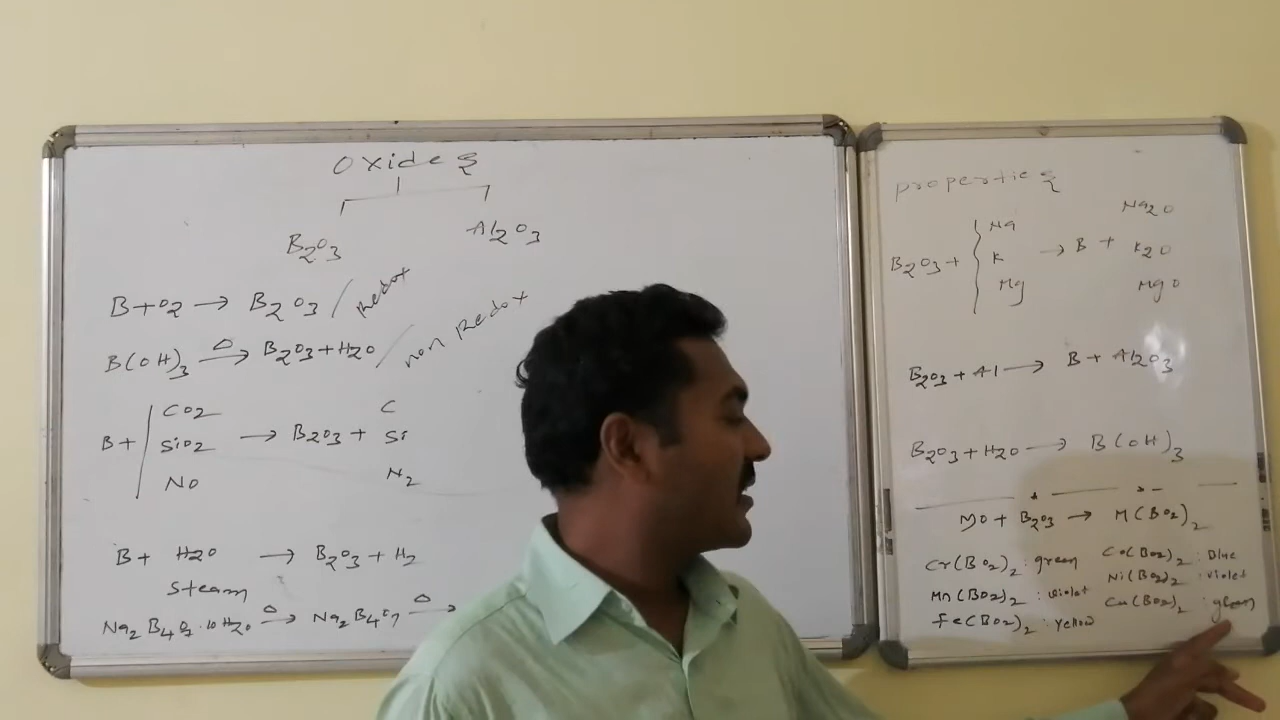 oxides
B2O3 Al2O3
B + O2 → B2O3 / Redox
B(OH)3 →Δ B2O3 + H2O / non Redox
CO2 C
B + SiO2 → B2O3 + Si
NO N2
B + H2O → B2O3 + H2
Steam
Na2B4O7.10H2O →Δ Na2B4O7 →Δ
properties
Na Na2O
B2O3 + K → B + K2O
Mg MgO
B2O3 + Al → B + Al2O3
B2O3 + H2O → B(OH)3
MO + B2O3 → M(BO2)2
Cr(BO2)2 : green Co(BO2)2 : Blue
Mn(BO2)2 : violet Ni(BO2)2 : violet
Fe(BO2)2 : yellow Cu(BO2)2 : green